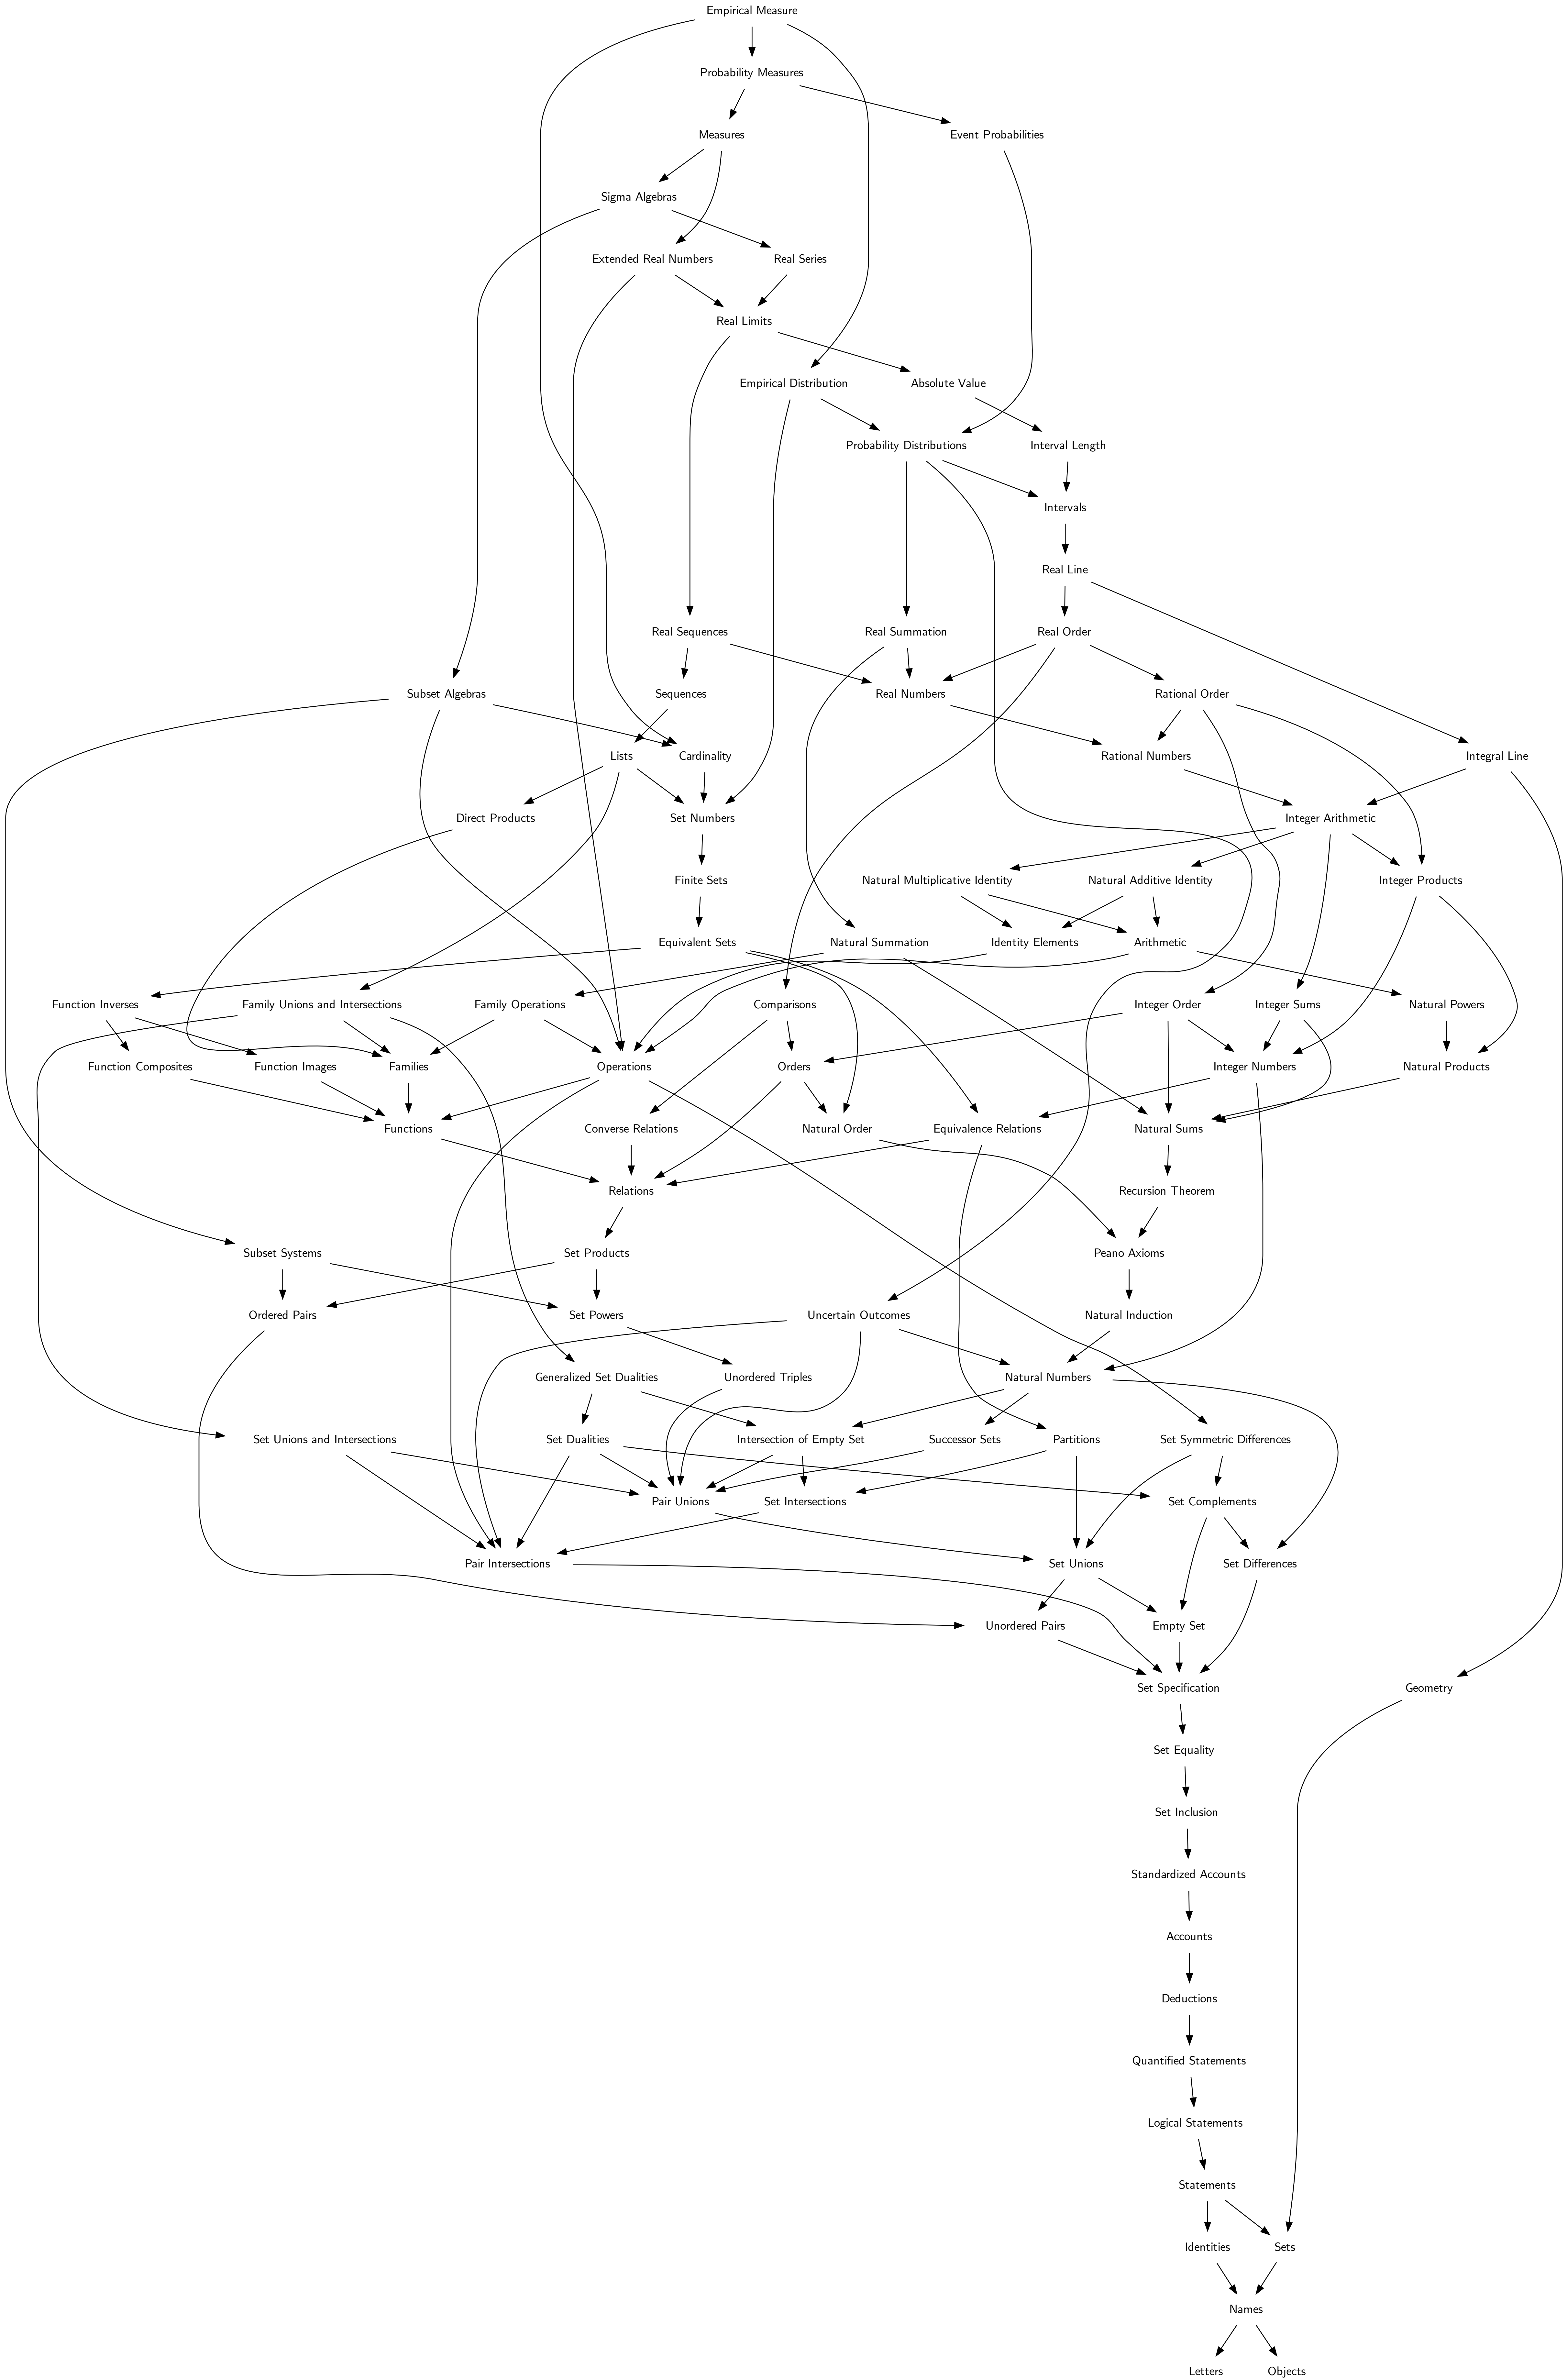 Empirical Measure
Probability Measures
Measures
Event Probabilities
Sigma Algebras
Extended Real Numbers
Real Series
Real Limits
Empirical Distribution
Absolute Value
Probability Distributions
Interval Length
Intervals
Real Line
Real Sequences
Real Summation
Real Order
Subset Algebras
Sequences
Real Numbers
Rational Order
Lists
Cardinality
Rational Numbers
Integral Line
Direct Products
Set Numbers
Integer Arithmetic
Finite Sets
Natural Multiplicative Identity
Natural Additive Identity
Integer Products
Equivalent Sets
Natural Summation
Identity Elements
Arithmetic
Function Inverses
Family Unions and Intersections
Family Operations
Comparisons
Integer Order
Integer Sums
Natural Powers
Function Composites
Function Images
Families
Operations
Orders
Integer Numbers
Natural Products
Functions
Converse Relations
Natural Order
Equivalence Relations
Natural Sums
Relations
Recursion Theorem
Subset Systems
Set Products
Peano Axioms
Ordered Pairs
Set Powers
Uncertain Outcomes
Natural Induction
Generalized Set Dualities
Unordered Triples
Natural Numbers
Set Unions and Intersections
Set Dualities
Intersection of Empty Set
Successor Sets
Partitions
Set Symmetric Differences
Pair Unions
Set Intersections
Set Complements
Pair Intersections
Set Unions
Set Differences
Unordered Pairs
Empty Set
Set Specification
Geometry
Set Equality
Set Inclusion
Standardized Accounts
Accounts
Deductions
Quantified Statements
Logical Statements
Statements
Identities
Sets
Names
Letters
Objects